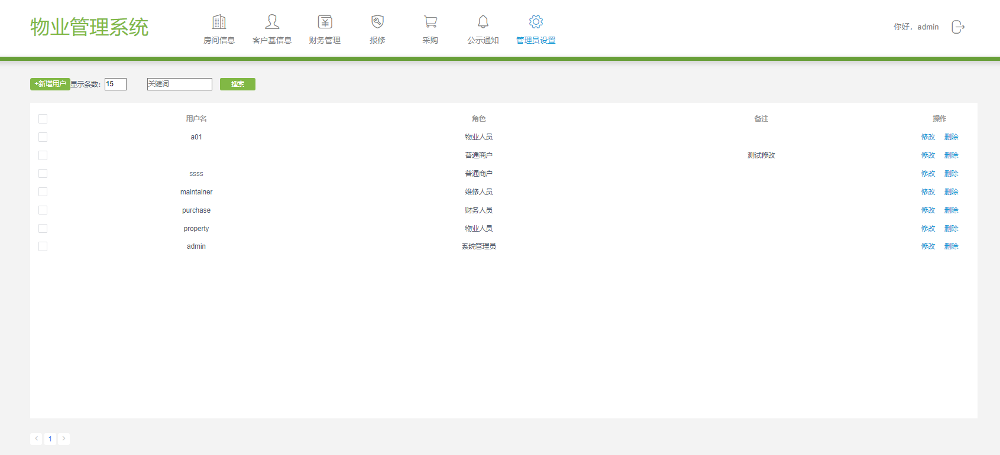 物业管理系统
房间信息 客户基信息 财务管理 报修 采购 公示通知 管理员设置
你好，admin
+新增用户 显示条数： 15 关键词 搜索
用户名 角色 备注 操作
a01 物业人员 修改 删除
普通商户 测试修改 修改 删除
ssss 普通商户 修改 删除
maintainer 维修人员 修改 删除
purchase 财务人员 修改 删除
property 物业人员 修改 删除
admin 系统管理员 修改 删除
< 1 >